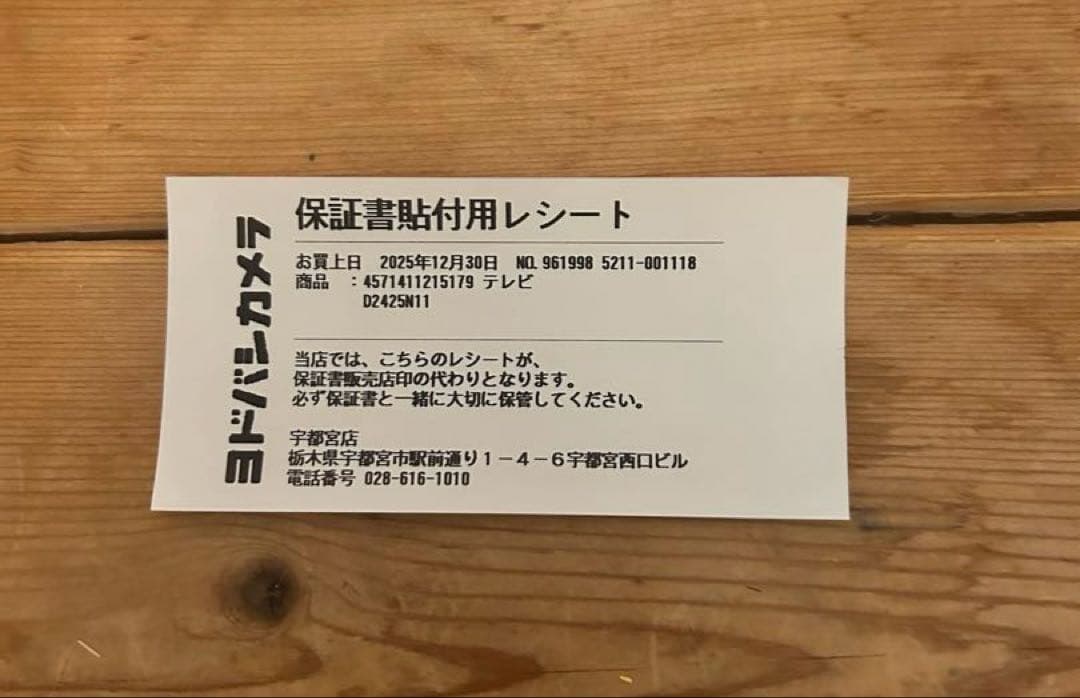 ヨドバシカメラ
保証書貼付用レシート
お買上日 2025年12月30日 NO. 961998 5211-001118
商品 : 4571411215179 テレビ
D2425N11
当店では、こちらのレシートが、
保証書販売店印の代わりとなります。
必ず保証書と一緒に大切に保管してください。
宇都宮店
栃木県宇都宮市駅前通り1-4-6宇都宮西口ビル
電話番号 028-616-1010